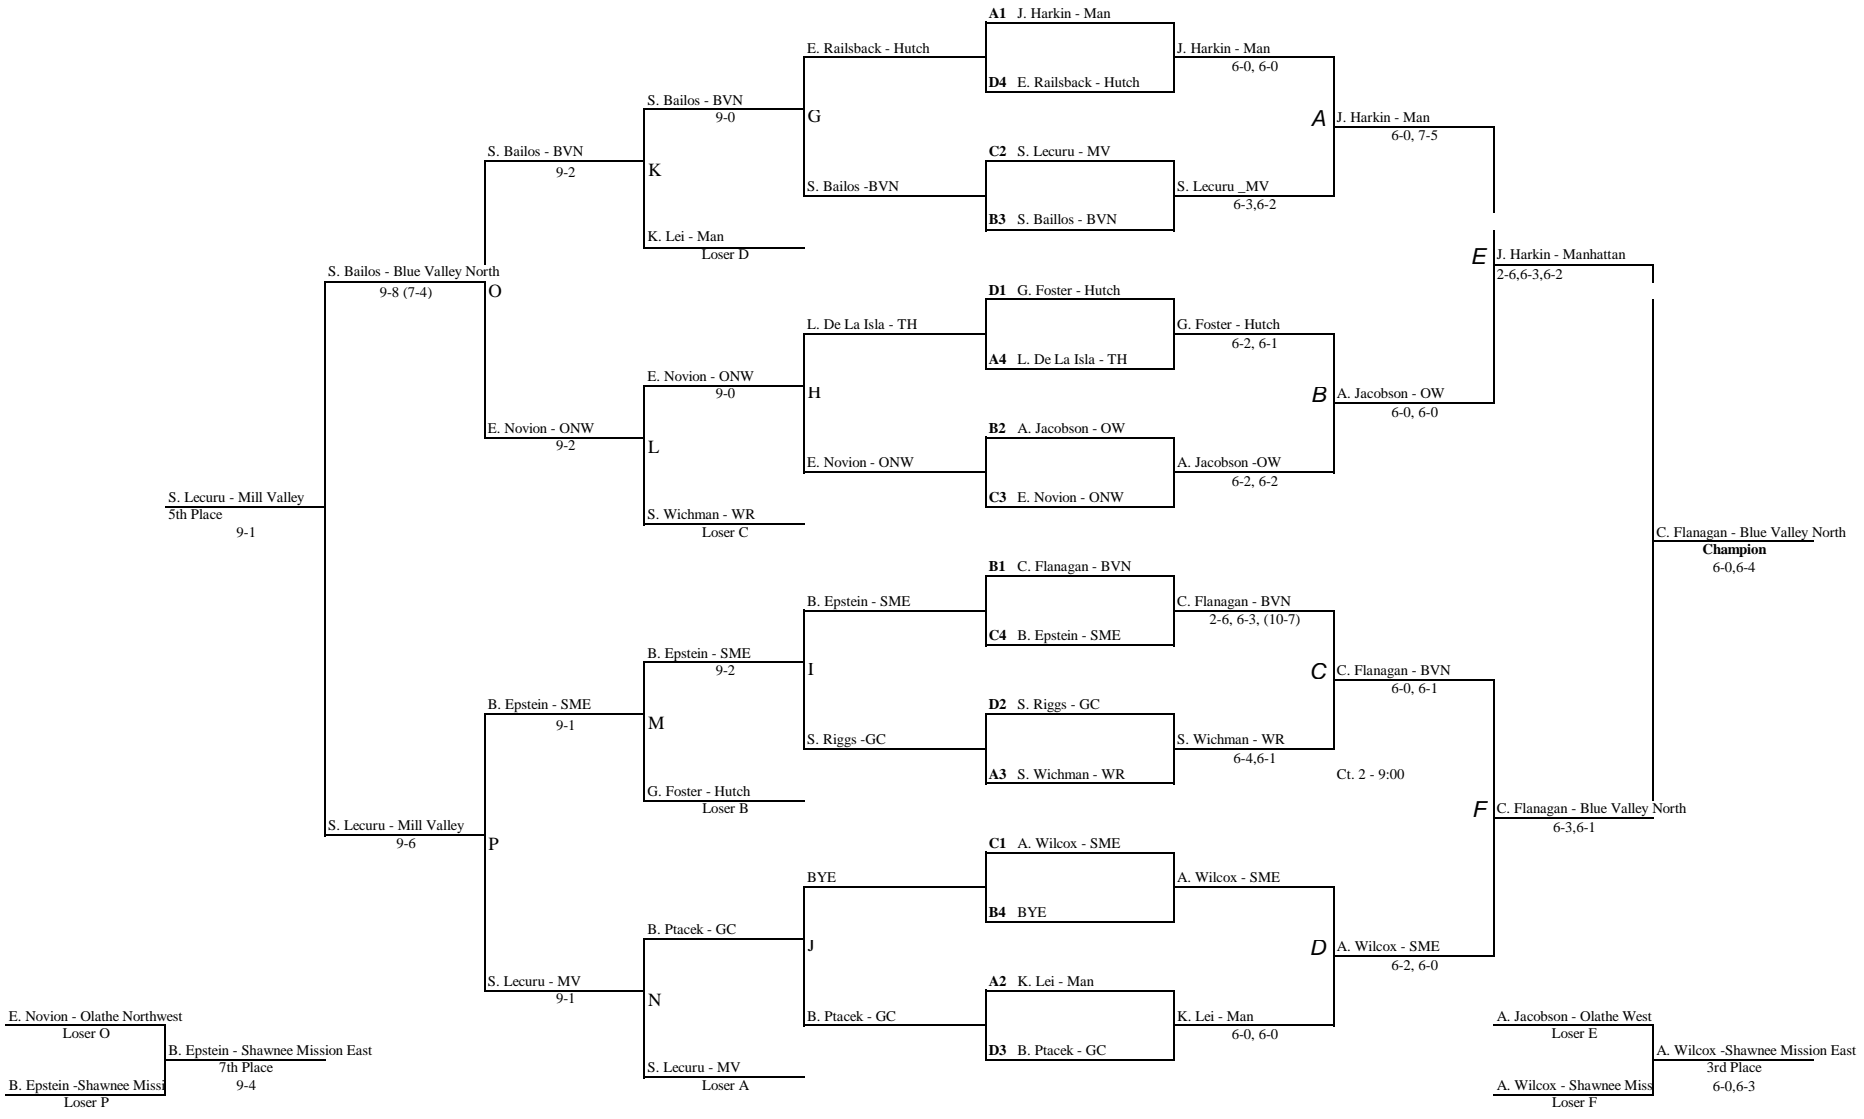 A1 J. Harkin - Man
E. Railsback - Hutch
J. Harkin - Man
6-0, 6-0
D4 E. Railsback - Hutch
S. Bailos - BVN
9-0
G
A
J. Harkin - Man
6-0, 7-5
S. Bailos - BVN
9-2
K
C2 S. Lecuru - MV
S. Bailos -BVN
S. Lecuru _MV
6-3,6-2
B3 S. Baillos - BVN
K. Lei - Man
Loser D
E
J. Harkin - Manhattan
2-6,6-3,6-2
S. Bailos - Blue Valley North
9-8 (7-4)
O
D1 G. Foster - Hutch
L. De La Isla - TH
G. Foster - Hutch
6-2, 6-1
A4 L. De La Isla - TH
E. Novion - ONW
9-0
H
B
A. Jacobson - OW
6-0, 6-0
E. Novion - ONW
9-2
L
B2 A. Jacobson - OW
E. Novion - ONW
A. Jacobson -OW
6-2, 6-2
S. Lecuru - Mill Valley
5th Place
9-1
C3 E. Novion - ONW
S. Wichman - WR
Loser C
C. Flanagan - Blue Valley North
Champion
6-0,6-4
B1 C. Flanagan - BVN
B. Epstein - SME
C. Flanagan - BVN
2-6, 6-3, (10-7)
C4 B. Epstein - SME
B. Epstein - SME
9-2
I
C
C. Flanagan - BVN
6-0, 6-1
B. Epstein - SME
9-1
M
D2 S. Riggs - GC
S. Riggs -GC
S. Wichman - WR
6-4,6-1
A3 S. Wichman - WR
Ct. 2 - 9:00
G. Foster - Hutch
Loser B
F
C. Flanagan - Blue Valley North
6-3,6-1
S. Lecuru - Mill Valley
9-6
P
C1 A. Wilcox - SME
BYE
A. Wilcox - SME
B4 BYE
B. Ptacek - GC
J
D
A. Wilcox - SME
6-2, 6-0
S. Lecuru - MV
9-1
N
A2 K. Lei - Man
B. Ptacek - GC
K. Lei - Man
6-0, 6-0
D3 B. Ptacek - GC
S. Lecuru - MV
Loser A
E. Novion - Olathe Northwest
Loser O
B. Epstein - Shawnee Mission East
7th Place
9-4
B. Epstein -Shawnee Missi
Loser P
A. Jacobson - Olathe West
Loser E
A. Wilcox -Shawnee Mission East
3rd Place
6-0,6-3
A. Wilcox - Shawnee Miss
Loser F